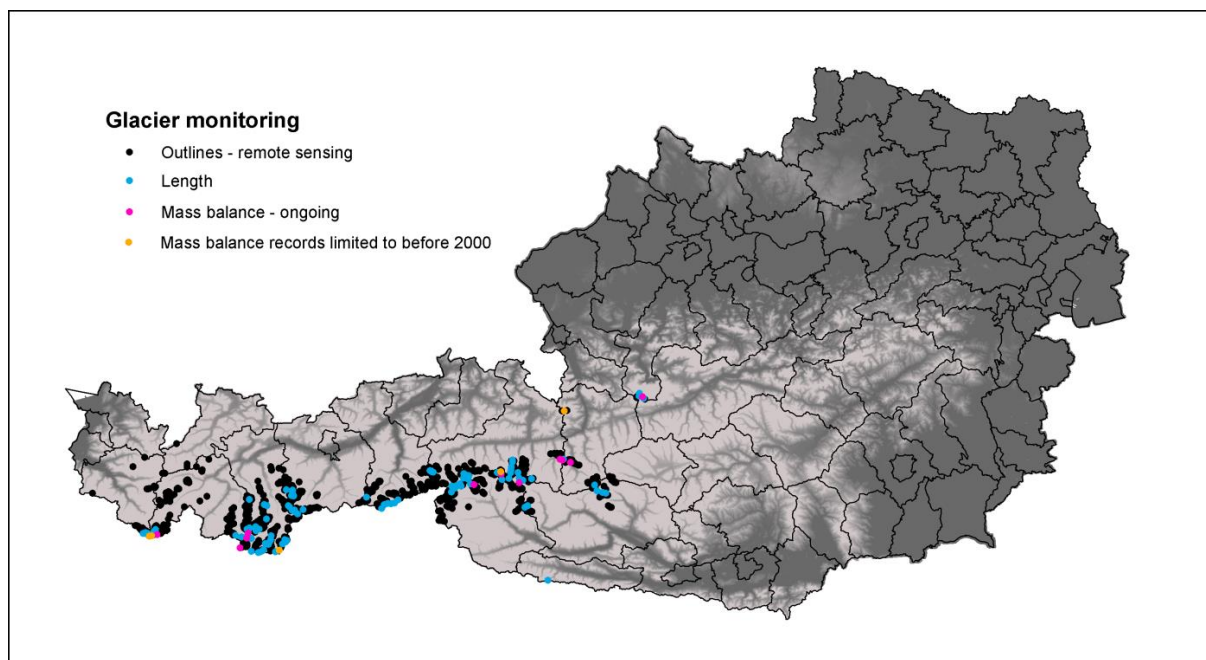 Glacier monitoring
Outlines - remote sensing
Length
Mass balance - ongoing
Mass balance records limited to before 2000